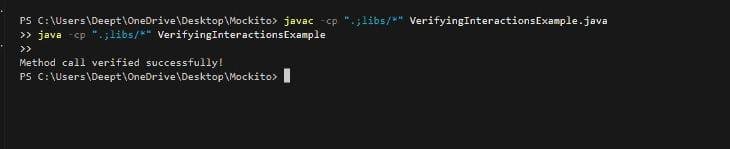 PS C:\Users\Deept\OneDrive\Desktop\Mockito> javac -cp ".;libs/*" VerifyingInteractionsExample.java
>> java -cp ".;libs/*" VerifyingInteractionsExample
>>
Method call verified successfully!
PS C:\Users\Deept\OneDrive\Desktop\Mockito>